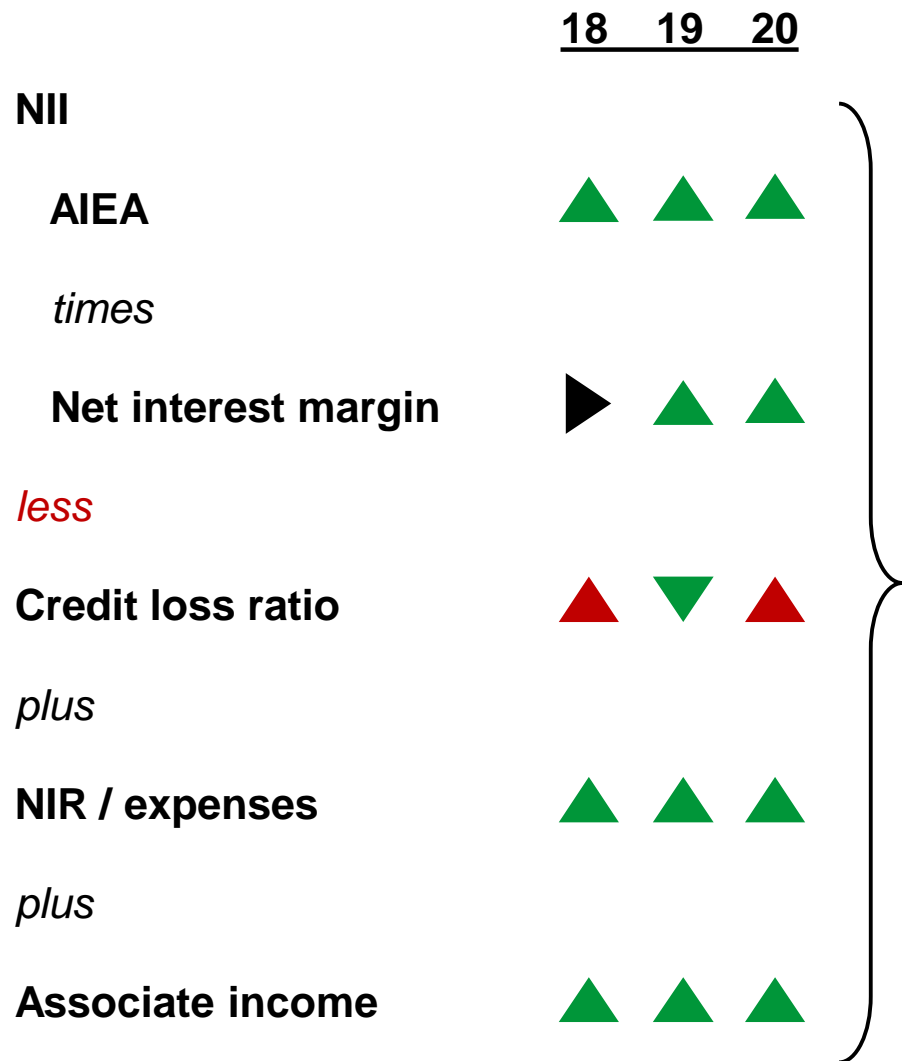 18 19 20
NII
AIEA
times
Net interest margin
less
Credit loss ratio
plus
NIR / expenses
plus
Associate income